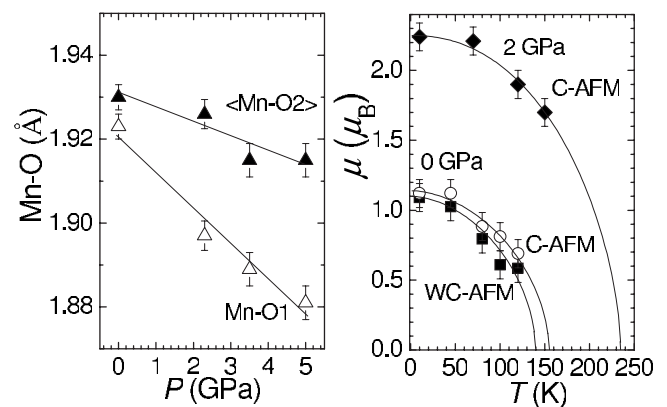 1.94
1.92
1.90
1.88
Mn-O (Å)
<Mn-O2>
Mn-O1
0 1 2 3 4 5
P (GPa)
2.0
1.5
1.0
0.5
0.0
μ (μB)
2 GPa
C-AFM
0 GPa
C-AFM
WC-AFM
0 50 100 150 200 250
T (K)